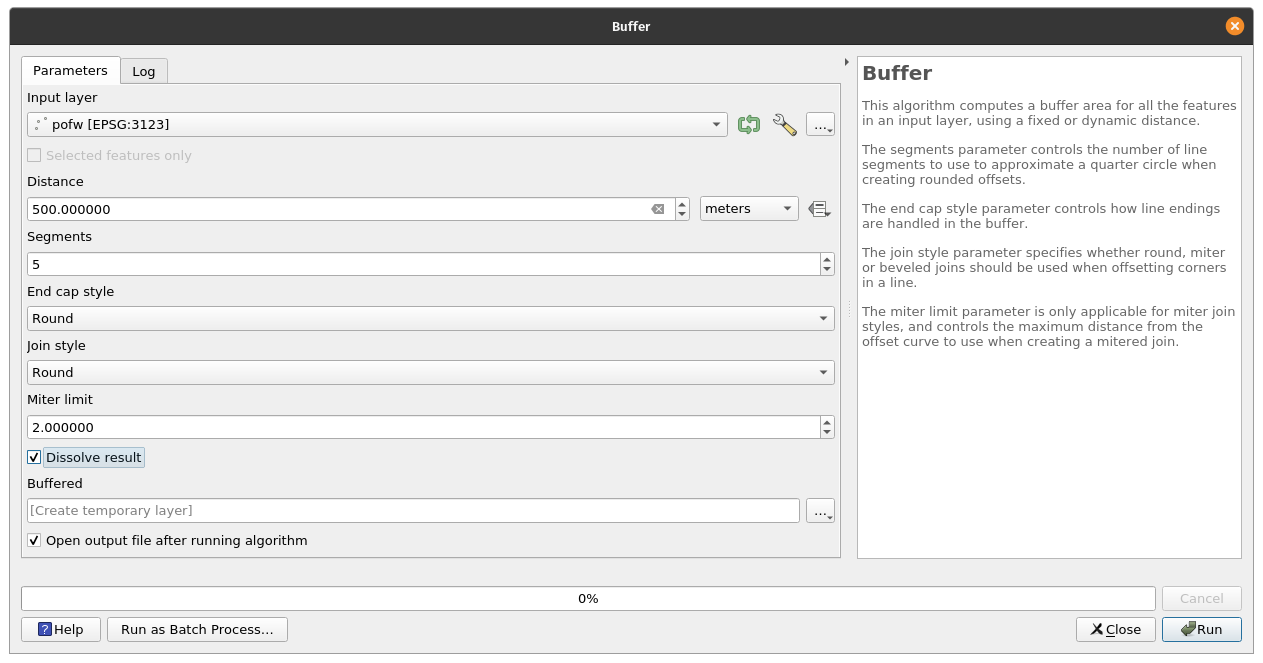 Buffer
Parameters
Log
Input layer
pofw [EPSG:3123]
...
Selected features only
Distance
500.000000
meters
Segments
5
End cap style
Round
Join style
Round
Miter limit
2.000000
Dissolve result
Buffered
[Create temporary layer]
...
Open output file after running algorithm
Buffer
This algorithm computes a buffer area for all the features
in an input layer, using a fixed or dynamic distance.
The segments parameter controls the number of line
segments to use to approximate a quarter circle when
creating rounded offsets.
The end cap style parameter controls how line endings
are handled in the buffer.
The join style parameter specifies whether round, miter
or beveled joins should be used when offsetting corners
in a line.
The miter limit parameter is only applicable for miter join
styles, and controls the maximum distance from the
offset curve to use when creating a mitered join.
0%
Cancel
? Help
Run as Batch Process...
Close
Run